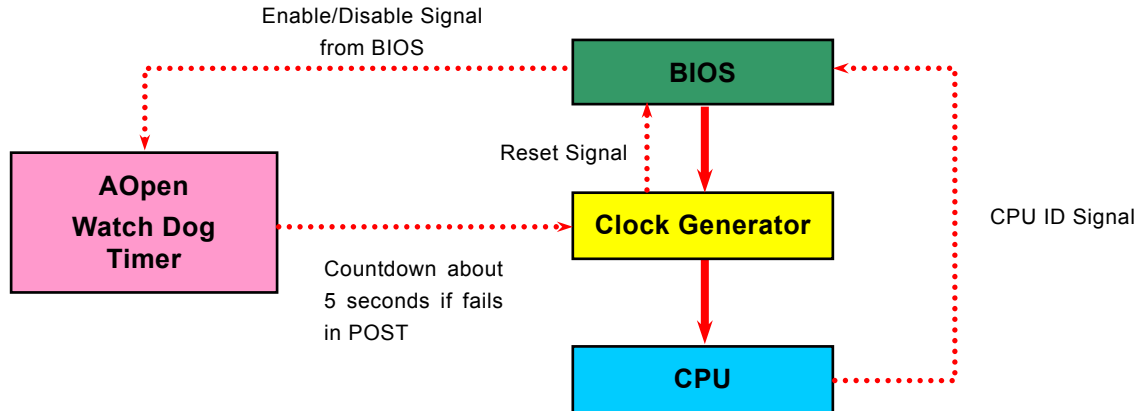 Enable/Disable Signal
from BIOS
BIOS
Reset Signal
AOpen
Watch Dog
Timer
Clock Generator
CPU ID Signal
Countdown about
5 seconds if fails
in POST
CPU